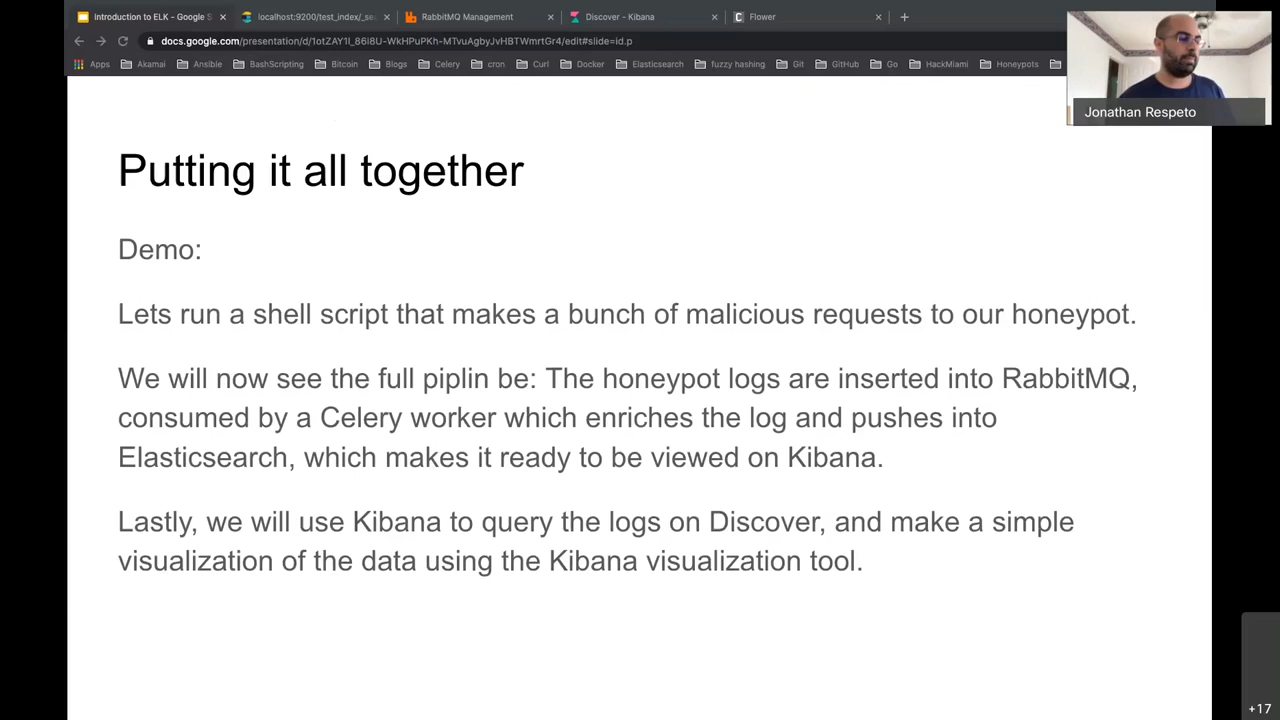 Introduction to ELK - Google S
localhost:9200/test_index/_se
RabbitMQ Management
Discover - Kibana
Flower
docs.google.com/presentation/d/1otZAY1l_86i8U-WkHPuPKh-MTvuAgbyJvHBTWmrtGr4/edit#slide=id.p
Apps Akamai Ansible BashScripting Bitcoin Blogs Celery cron Curl Docker Elasticsearch fuzzy hashing Git GitHub Go HackMiami Honeypots
Jonathan Respeto
Putting it all together
Demo:
Lets run a shell script that makes a bunch of malicious requests to our honeypot.
We will now see the full piplin be: The honeypot logs are inserted into RabbitMQ,
consumed by a Celery worker which enriches the log and pushes into
Elasticsearch, which makes it ready to be viewed on Kibana.
Lastly, we will use Kibana to query the logs on Discover, and make a simple
visualization of the data using the Kibana visualization tool.
+17